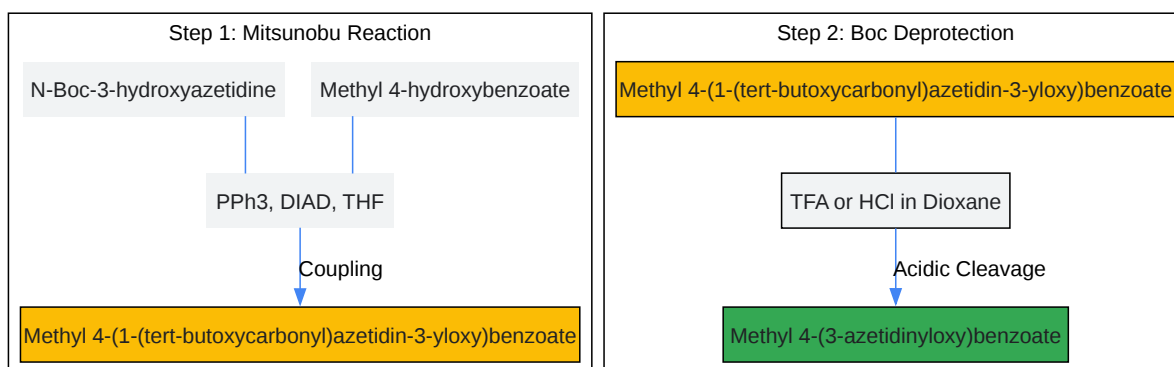 Step 1: Mitsunobu Reaction
N-Boc-3-hydroxyazetidine
Methyl 4-hydroxybenzoate
PPh3, DIAD, THF
Coupling
Methyl 4-(1-(tert-butoxycarbonyl)azetidin-3-yloxy)benzoate
Step 2: Boc Deprotection
Methyl 4-(1-(tert-butoxycarbonyl)azetidin-3-yloxy)benzoate
TFA or HCl in Dioxane
Acidic Cleavage
Methyl 4-(3-azetidinyloxy)benzoate